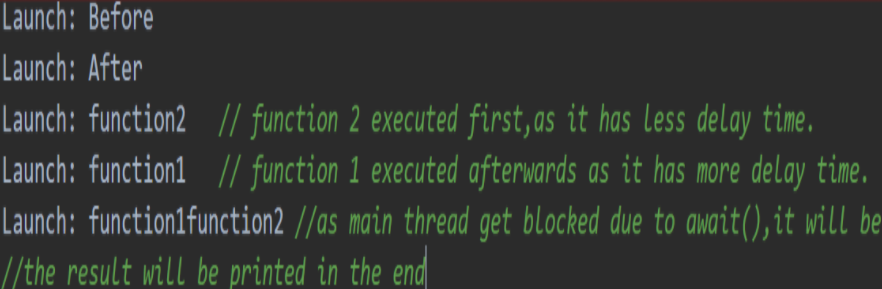 Launch: Before
Launch: After
Launch: function2 // function 2 executed first,as it has less delay time.
Launch: function1 // function 1 executed afterwards as it has more delay time.
Launch: function1function2 //as main thread get blocked due to await(),it will be
//the result will be printed in the end